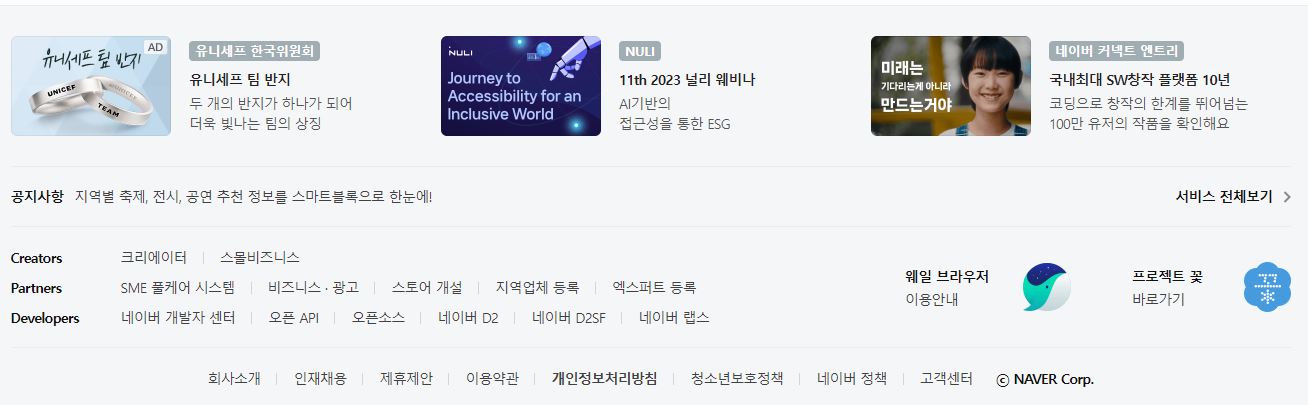 유니세프 팀 반지
AD
UNICEF
UNICEF
TEAM
유니세프 한국위원회
유니세프 팀 반지
두 개의 반지가 하나가 되어
더욱 빛나는 팀의 상징
NULI
Journey to
Accessibility for an
Inclusive World
NULI
11th 2023 널리 웨비나
AI기반의
접근성을 통한 ESG
미래는
기다리는게 아니라
만드는거야
네이버 커넥트 엔트리
국내최대 SW창작 플랫폼 10년
코딩으로 창작의 한계를 뛰어넘는
100만 유저의 작품을 확인해요
공지사항 지역별 축제, 전시, 공연 추천 정보를 스마트블록으로 한눈에!
서비스 전체보기
Creators 크리에이터 스몰비즈니스
Partners SME 풀케어 시스템 비즈니스 · 광고 스토어 개설 지역업체 등록 엑스퍼트 등록
Developers 네이버 개발자 센터 오픈 API 오픈소스 네이버 D2 네이버 D2SF 네이버 랩스
웨일 브라우저
이용안내
프로젝트 꽃
바로가기
회사소개 인재채용 제휴제안 이용약관 개인정보처리방침 청소년보호정책 네이버 정책 고객센터 ⓒ NAVER Corp.